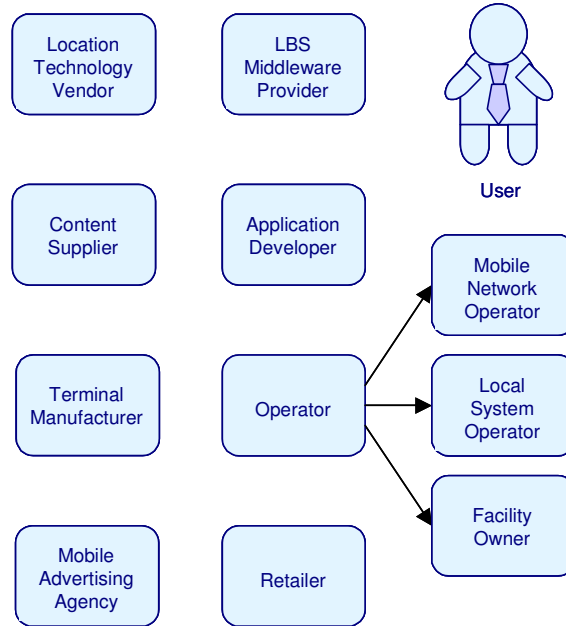 Location
Technology
Vendor
LBS
Middleware
Provider
User
Content
Supplier
Application
Developer
Mobile
Network
Operator
Terminal
Manufacturer
Operator
Local
System
Operator
Facility
Owner
Mobile
Advertising
Agency
Retailer